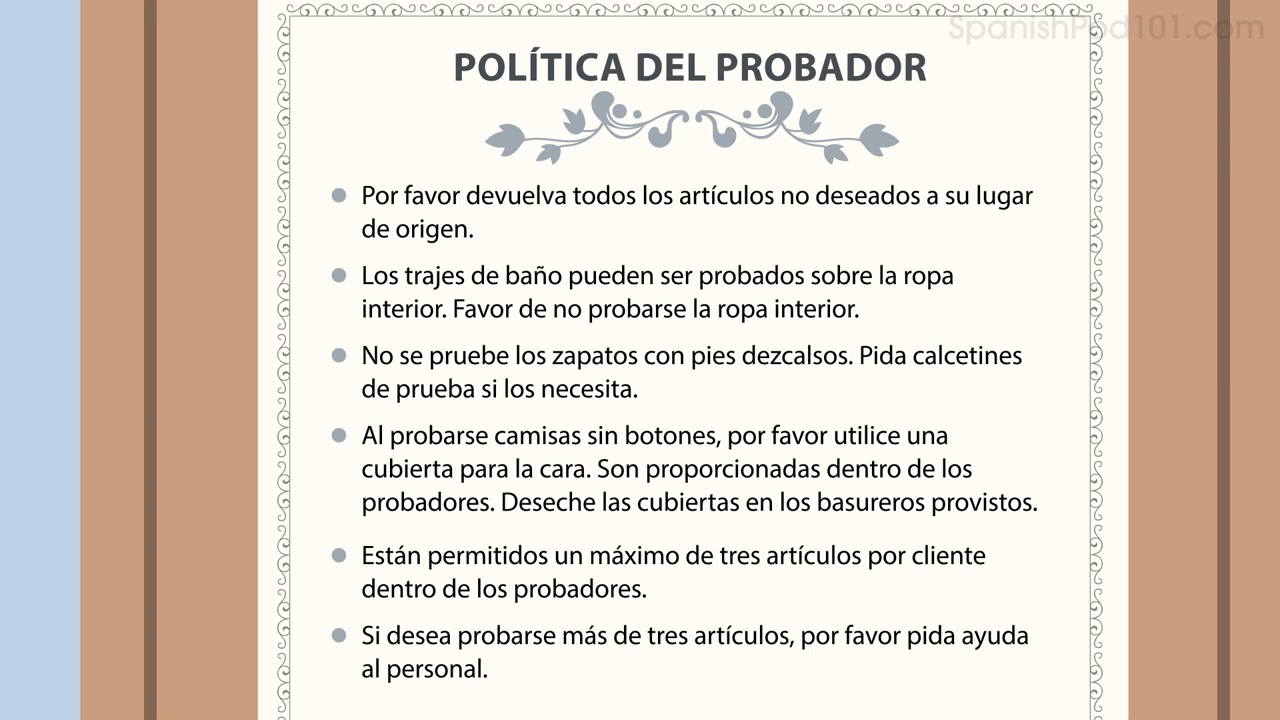 SpanishPod101.com
POLÍTICA DEL PROBADOR
Por favor devuelva todos los artículos no deseados a su lugar
de origen.
Los trajes de baño pueden ser probados sobre la ropa
interior. Favor de no probarse la ropa interior.
No se pruebe los zapatos con pies dezcalsos. Pida calcetines
de prueba si los necesita.
Al probarse camisas sin botones, por favor utilice una
cubierta para la cara. Son proporcionadas dentro de los
probadores. Deseche las cubiertas en los basureros provistos.
Están permitidos un máximo de tres artículos por cliente
dentro de los probadores.
Si desea probarse más de tres artículos, por favor pida ayuda
al personal.